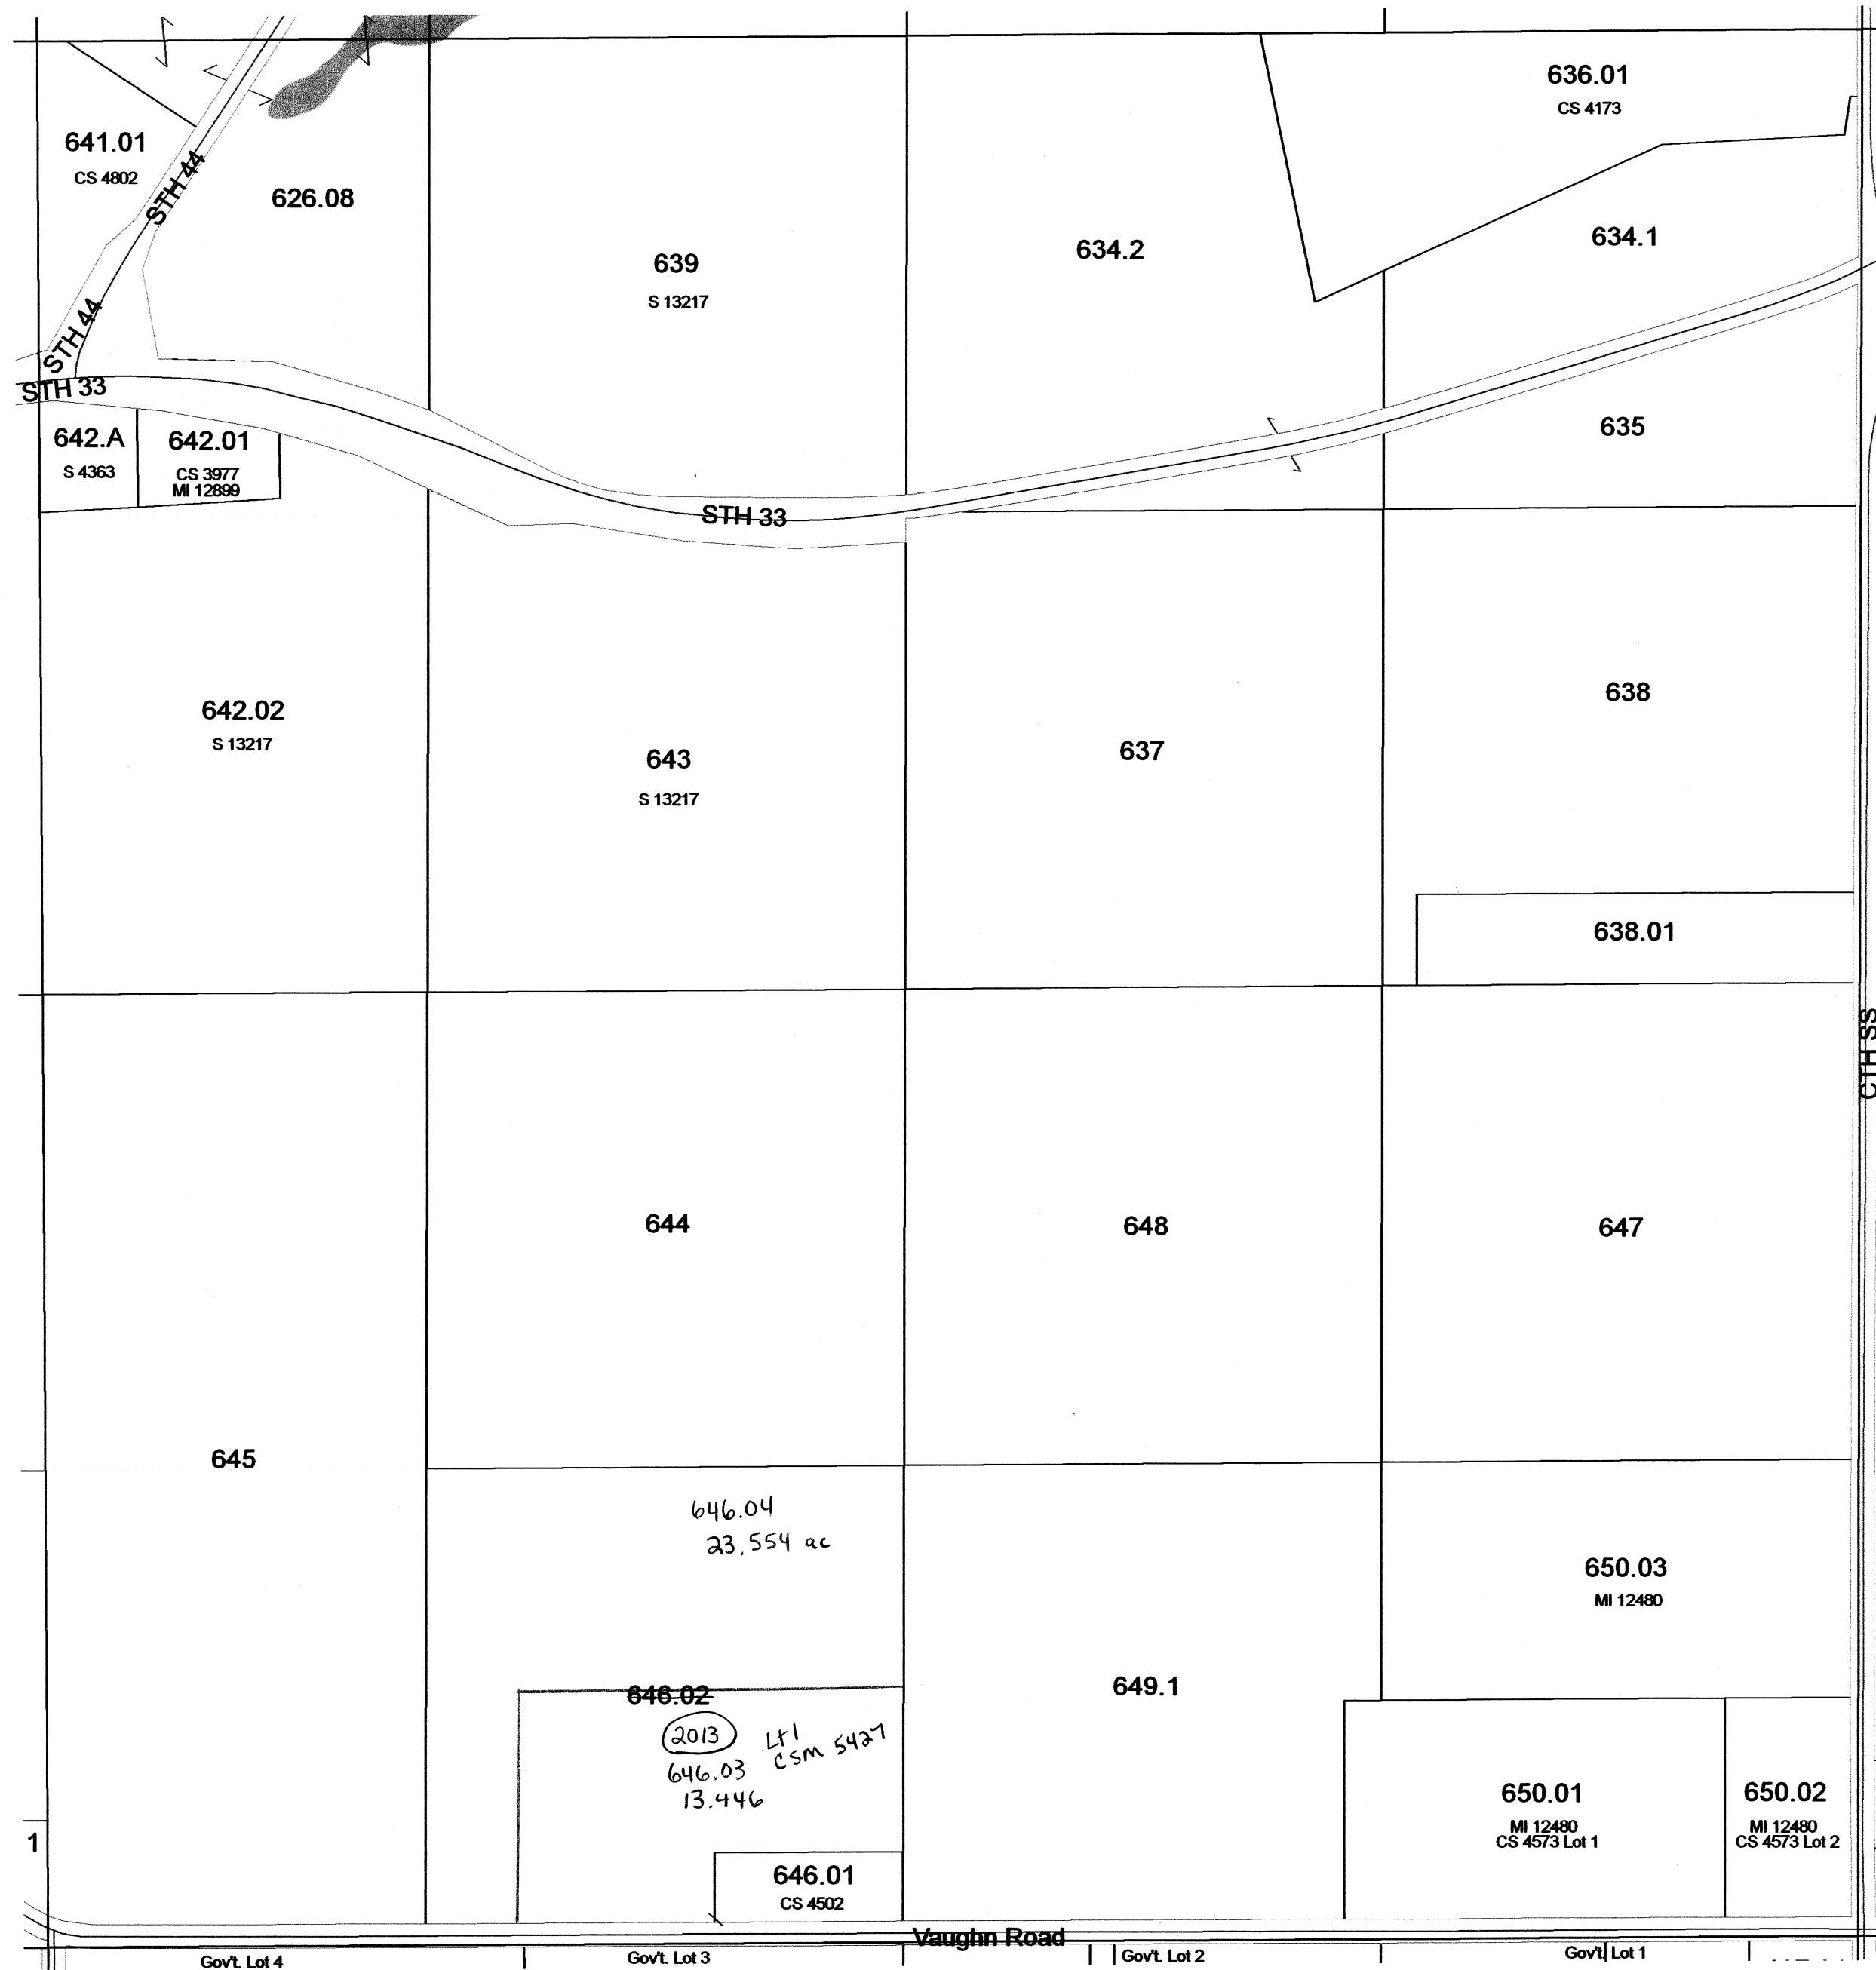 636.01
CS 4173
641.01
CS 4802
STH 44
626.08
639
S 13217
634.2
634.1
STH 44
STH 33
642.A
S 4363
642.01
CS 3977
MI 12899
635
STH 33
642.02
S 13217
643
S 13217
637
638
638.01
CTH SS
644
648
647
645
646.04
23.554 ac
650.03
MI 12480
646.02
649.1
2013
Lt 1
CSM 5427
646.03
13.446
650.01
MI 12480
CS 4573 Lot 1
650.02
MI 12480
CS 4573 Lot 2
1
646.01
CS 4502
Vaughn Road
Gov't. Lot 4
Gov't. Lot 3
Gov't. Lot 2
Gov't. Lot 1